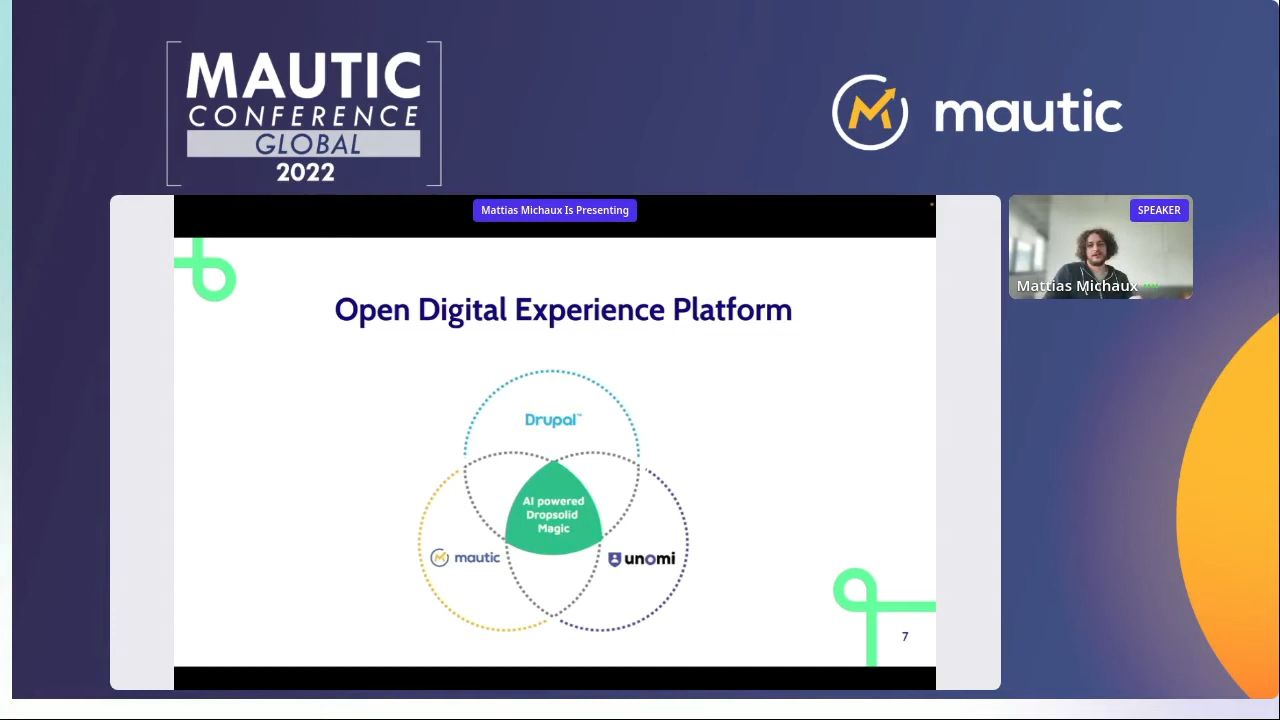 MAUTIC
CONFERENCE
GLOBAL
2022
mautic
Mattias Michaux Is Presenting
SPEAKER
Mattias Michaux
Open Digital Experience Platform
Drupal™
AI powered
Dropsolid
Magic
mautic
unomi
7